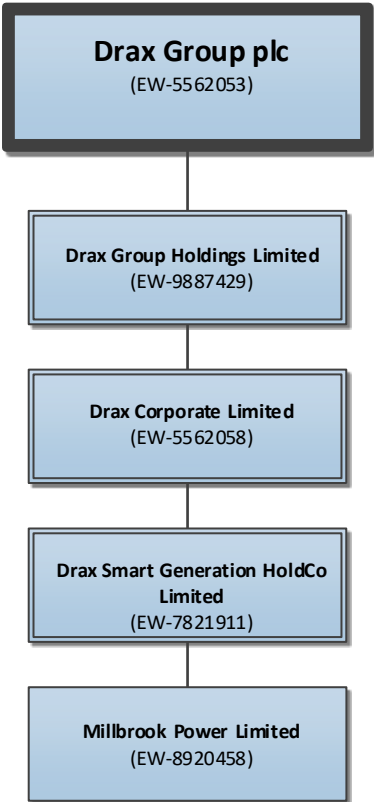 Drax Group plc
(EW-5562053)
Drax Group Holdings Limited
(EW-9887429)
Drax Corporate Limited
(EW-5562058)
Drax Smart Generation HoldCo
Limited
(EW-7821911)
Millbrook Power Limited
(EW-8920458)